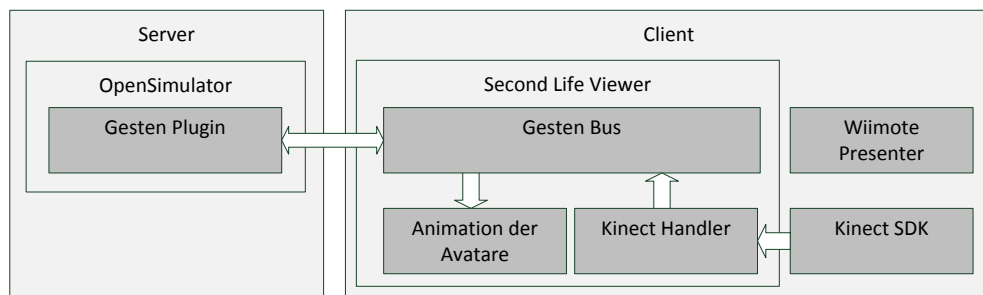 Server
Client
OpenSimulator
Second Life Viewer
Gesten Plugin
Gesten Bus
Wiimote
Presenter
Animation der
Avatare
Kinect Handler
Kinect SDK